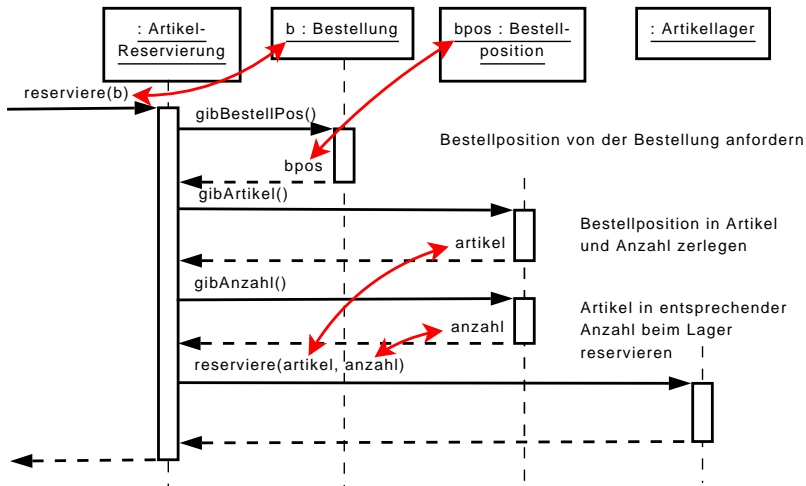 : Artikel-
Reservierung
b : Bestellung
bpos : Bestell-
position
: Artikellager
reserviere(b)
gibBestellPos()
Bestellposition von der Bestellung anfordern
bpos
gibArtikel()
Bestellposition in Artikel
und Anzahl zerlegen
artikel
gibAnzahl()
Artikel in entsprechender
Anzahl beim Lager
reservieren
anzahl
reserviere(artikel, anzahl)